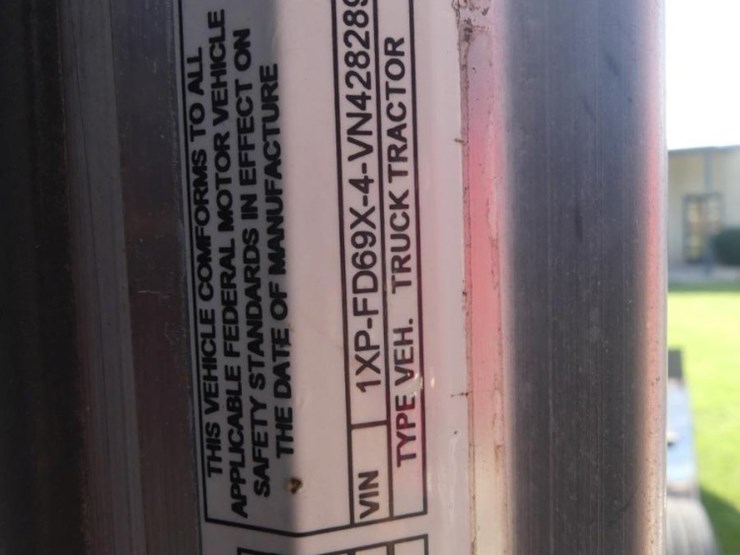 THIS VEHICLE COMFORMS TO ALL
APPLICABLE FEDERAL MOTOR VEHICLE
SAFETY STANDARDS IN EFFECT ON
THE DATE OF MANUFACTURE
VIN 1XP-FD69X-4-VN428289
TYPE VEH. TRUCK TRACTOR